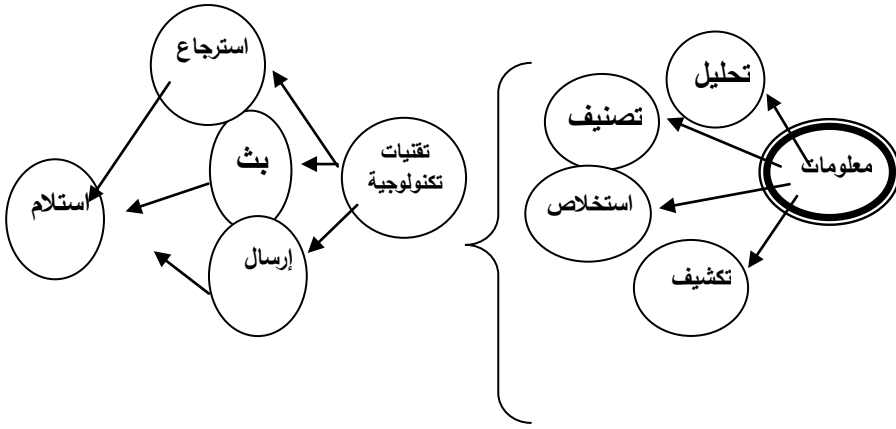 معلومات
تحليل
تصنيف
استخلاص
تكشيف
تقنيات
تكنولوجية
استرجاع
بث
إرسال
استلام